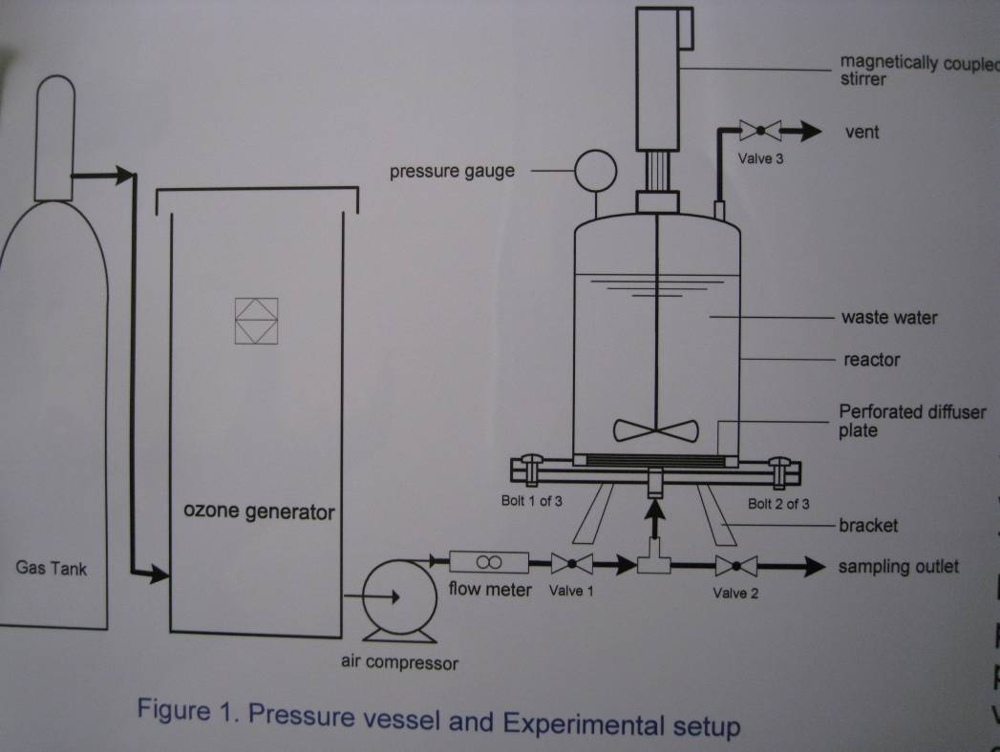 magnetically coupled
stirrer
vent
Valve 3
pressure gauge
waste water
reactor
Perforated diffuser
plate
Bolt 1 of 3
Bolt 2 of 3
ozone generator
bracket
Gas Tank
sampling outlet
flow meter
Valve 1
Valve 2
air compressor
Figure 1. Pressure vessel and Experimental setup